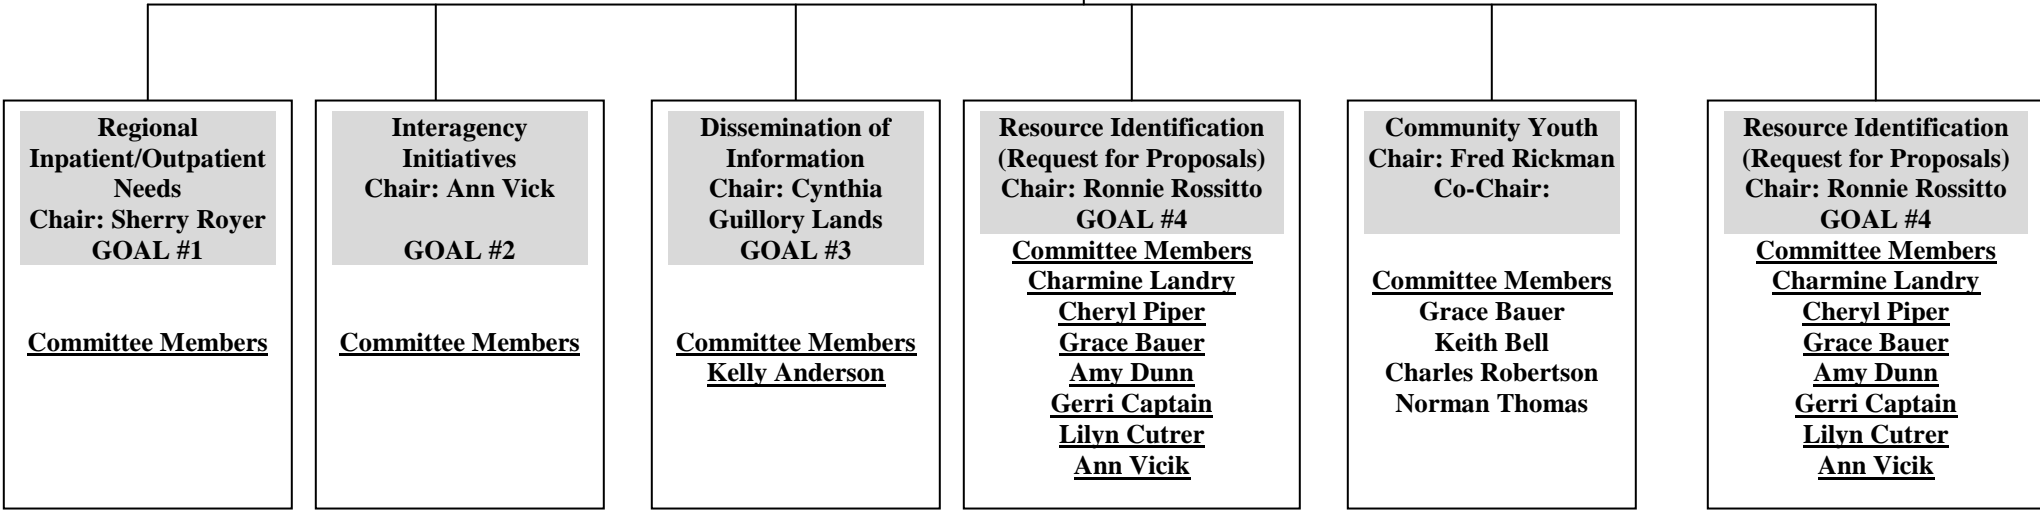 Regional
Inpatient/Outpatient
Needs
Chair: Sherry Royer
GOAL #1
Committee Members
Interagency
Initiatives
Chair: Ann Vick
GOAL #2
Committee Members
Dissemination of
Information
Chair: Cynthia
Guillory Lands
GOAL #3
Committee Members
Kelly Anderson
Resource Identification
(Request for Proposals)
Chair: Ronnie Rossitto
GOAL #4
Committee Members
Charmine Landry
Cheryl Piper
Grace Bauer
Amy Dunn
Gerri Captain
Lilyn Cutrer
Ann Vicik
Community Youth
Chair: Fred Rickman
Co-Chair:
Committee Members
Grace Bauer
Keith Bell
Charles Robertson
Norman Thomas
Resource Identification
(Request for Proposals)
Chair: Ronnie Rossitto
GOAL #4
Committee Members
Charmine Landry
Cheryl Piper
Grace Bauer
Amy Dunn
Gerri Captain
Lilyn Cutrer
Ann Vicik